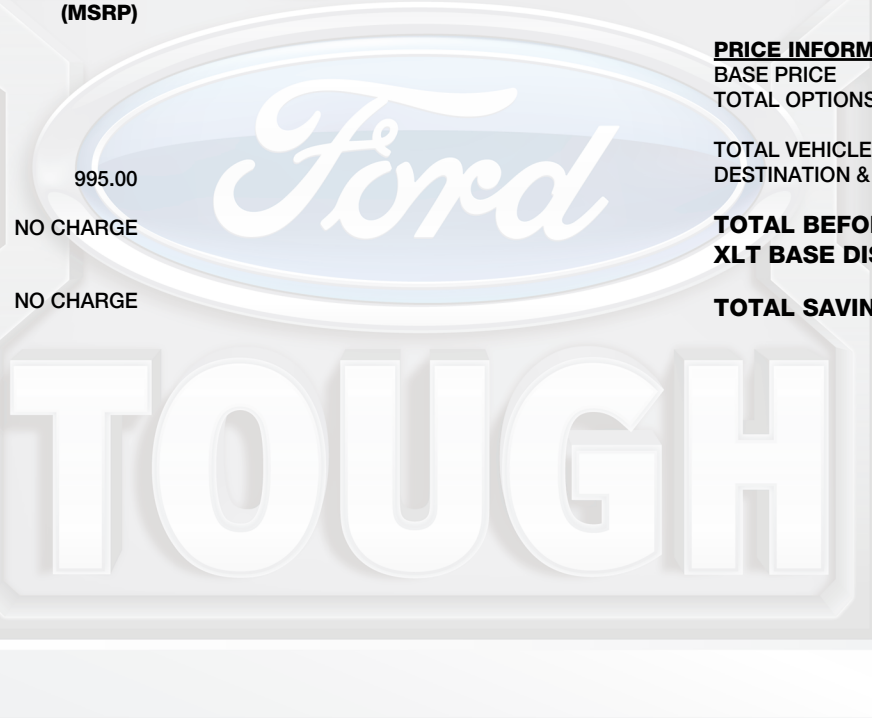 (MSRP)
995.00
NO CHARGE
NO CHARGE
PRICE INFORM
BASE PRICE
TOTAL OPTIONS
TOTAL VEHICLE
DESTINATION &
TOTAL BEFO
XLT BASE DIS
TOTAL SAVIN
Ford
TOUGH